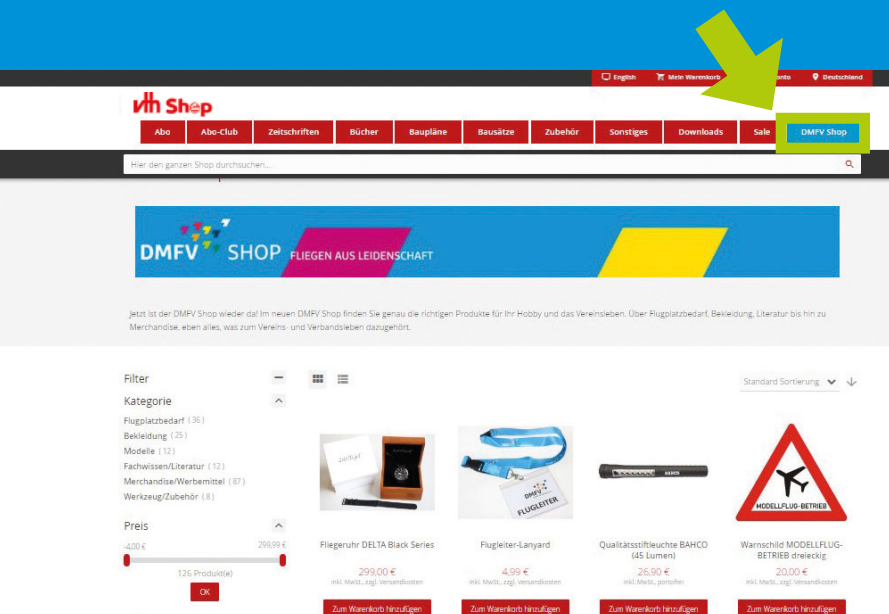 English Mein Warenkorb onto Deutschland
vth Shop
Abo Abo-Club Zeitschriften Bücher Baupläne Bausätze Zubehör Sonstiges Downloads Sale DMFV Shop
Hier den ganzen Shop durchsuchen...
DMFV SHOP FLIEGEN AUS LEIDENSCHAFT
Jetzt ist der DMFV Shop wieder da! Im neuen DMFV Shop finden Sie genau die richtigen Produkte für Ihr Hobby und das Vereinsleben. Über Flugplatzbedarf, Bekleidung, Literatur bis hin zu
Merchandise, eben alles, was zum Vereins- und Verbandsleben dazugehört.
Filter
Standard Sortierung
Kategorie
Flugplatzbedarf (36)
Bekleidung (25)
Modelle (12)
Fachwissen/Literatur (12)
Merchandise/Werbemittel (87)
Werkzeug/Zubehör (8)
DMFV
FLUGLEITER
BAHCO
MODELLFLUG-BETRIEB
Preis
-4,00 € 299,99 €
126 Produkt(e)
OK
Fliegeruhr DELTA Black Series
299,00 €
inkl. MwSt., zzgl. Versandkosten
Zum Warenkorb hinzufügen
Flugleiter-Lanyard
4,99 €
inkl. MwSt., zzgl. Versandkosten
Zum Warenkorb hinzufügen
Qualitätsstiftleuchte BAHCO
(45 Lumen)
26,90 €
inkl. MwSt., portofrei
Zum Warenkorb hinzufügen
Warnschild MODELLFLUG-
BETRIEB dreieckig
20,00 €
inkl. MwSt., zzgl. Versandkosten
Zum Warenkorb hinzufügen